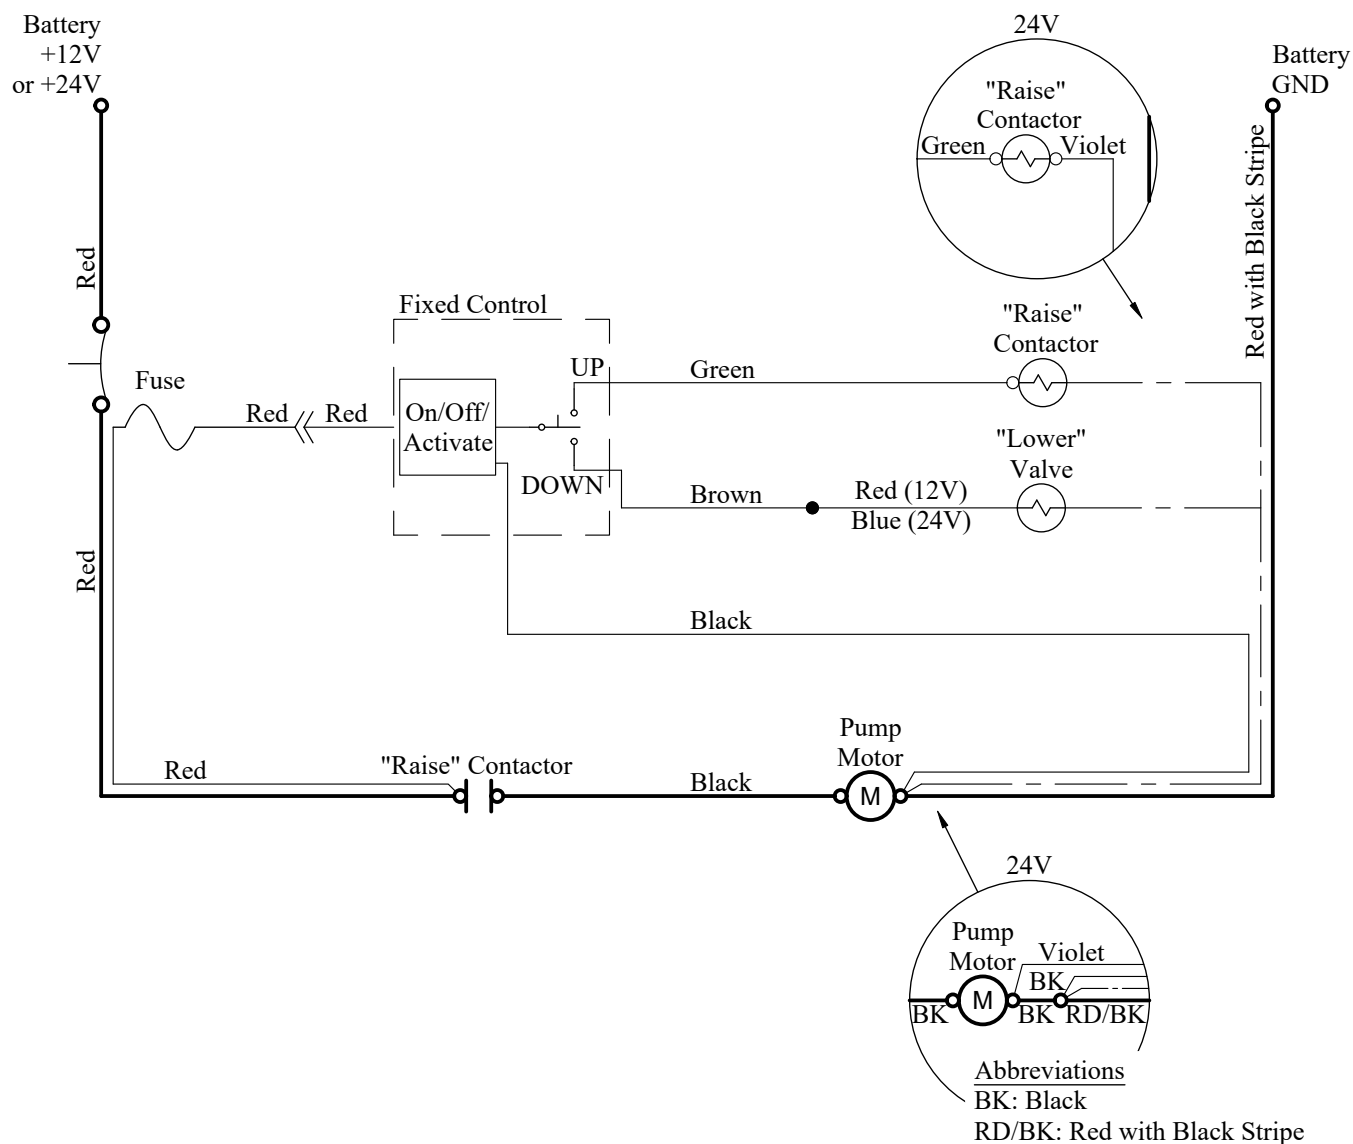 Battery
+12V
or +24V
24V
Battery
GND
"Raise"
Contactor
Green
Violet
Red with Black Stripe
Red
Fixed Control
"Raise"
Contactor
UP
Green
Fuse
Red
Red
On/Off/
Activate
"Lower"
Valve
DOWN
Brown
Red (12V)
Blue (24V)
Red
Black
Pump
Motor
Red
"Raise" Contactor
Black
M
24V
Pump
Motor
Violet
BK
M
BK
BK
RD/BK
Abbreviations
BK: Black
RD/BK: Red with Black Stripe